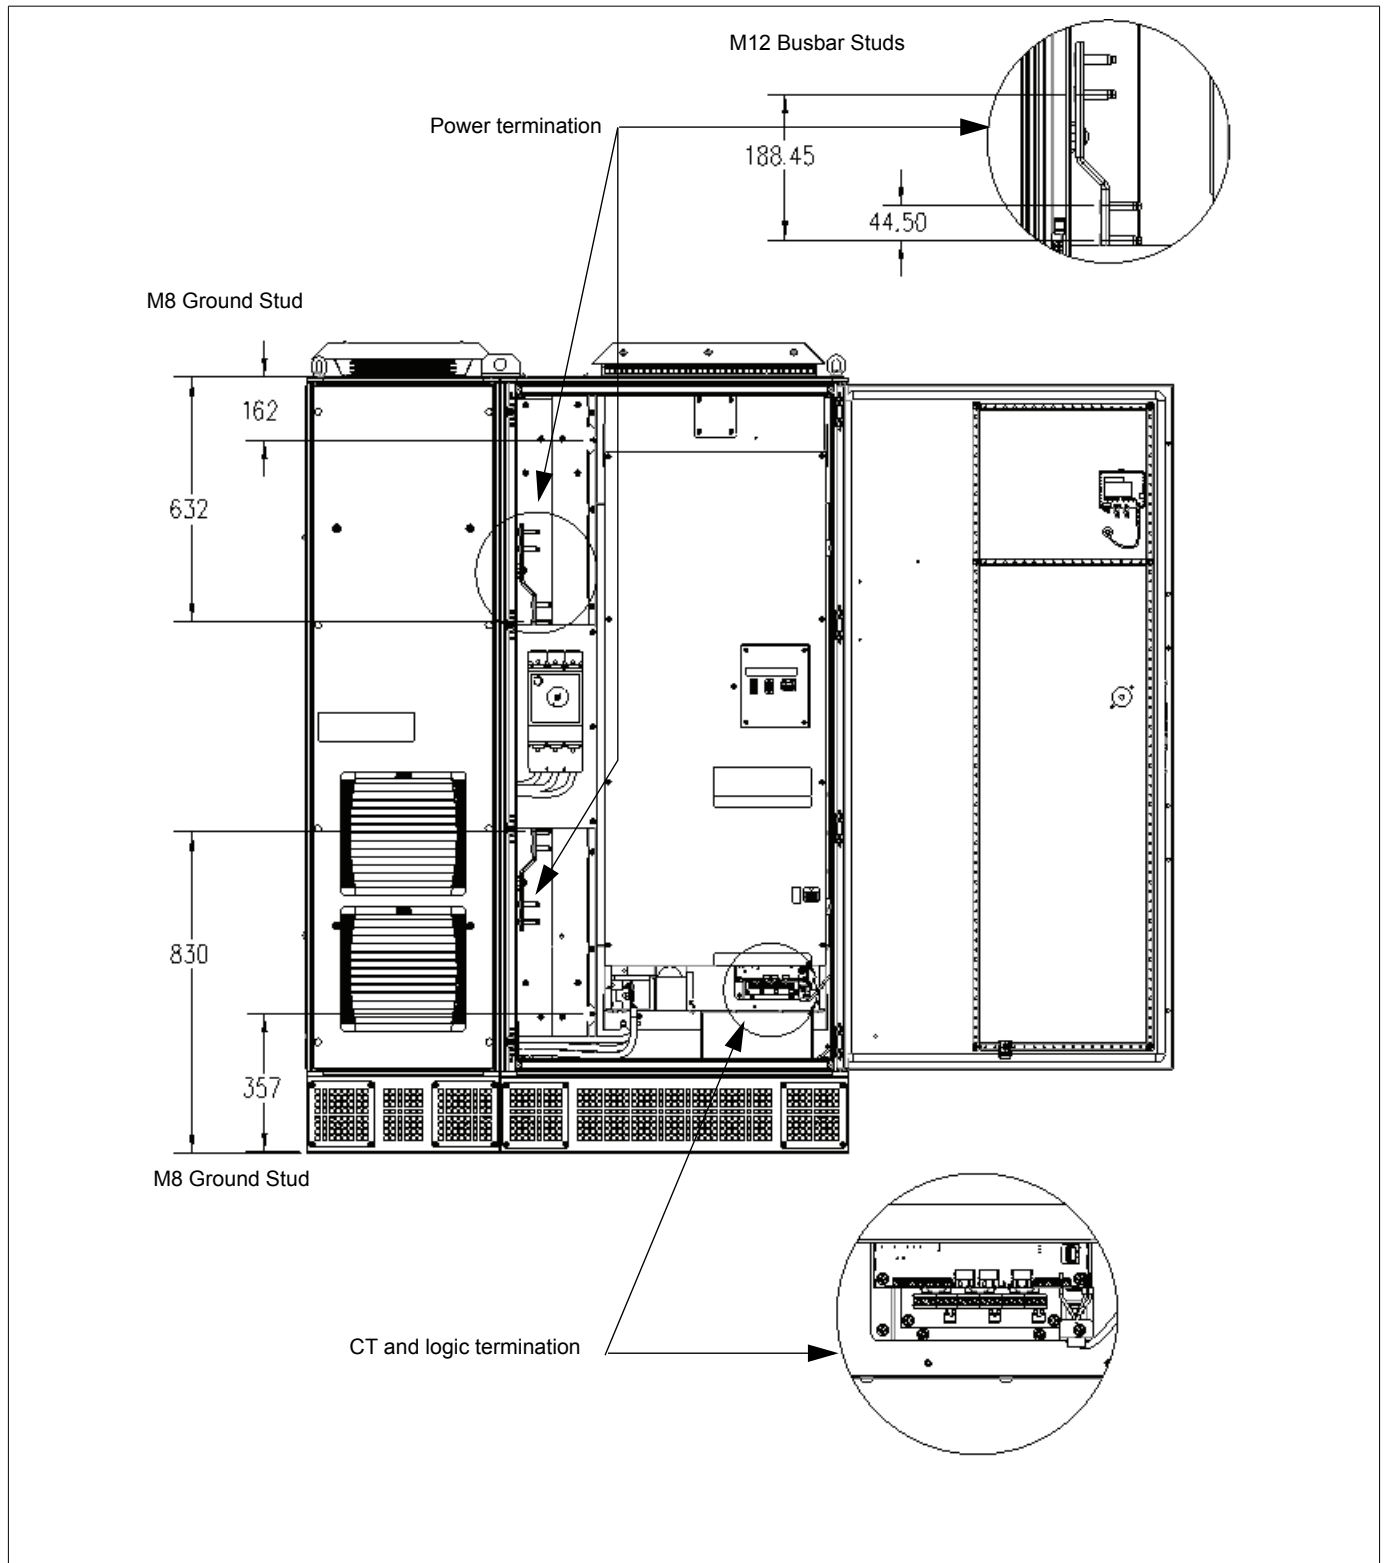 M12 Busbar Studs
Power termination
188.45
44.50
M8 Ground Stud
162
632
830
357
M8 Ground Stud
CT and logic termination